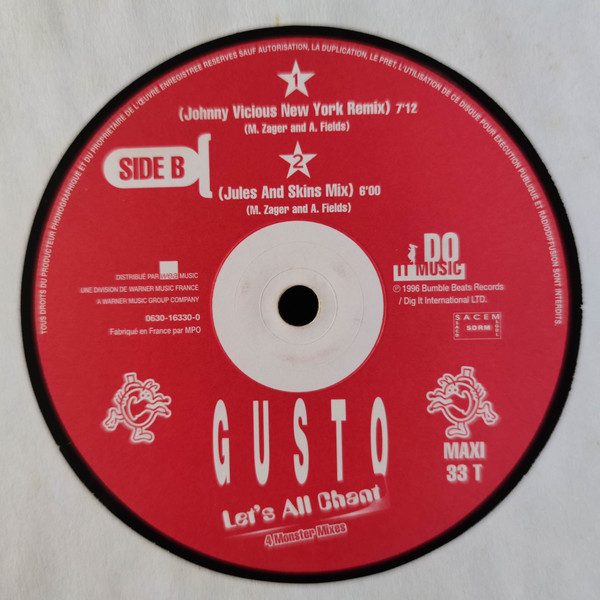 TOUS DROITS DU PRODUCTEUR PHONOGRAPHIQUE ET DU PROPRIETAIRE DE L'ŒUVRE ENREGISTREE RESERVES SAUF AUTORISATION, LA DUPLICATION, LE PRET, L'UTILISATION DE CE DISQUE POUR EXECUTION PUBLIQUE ET RADIODIFFUSION SONT INTERDITS.
1
(Johnny Vicious New York Remix) 7'12
(M. Zager and A. Fields)
SIDE B
2
(Jules And Skins Mix) 6'00
(M. Zager and A. Fields)
DO
IT MUSIC
DISTRIBUÉ PAR wea MUSIC
UNE DIVISION DE WARNER MUSIC FRANCE
A WARNER MUSIC GROUP COMPANY
0630-16330-0
Fabriqué en France par MPO
℗ 1996 Bumble Beats Records
/ Dig It International LTD.
SACEM
SDRM
GUSTO
Let's All Chant
4 Monster Mixes
MAXI
33 T